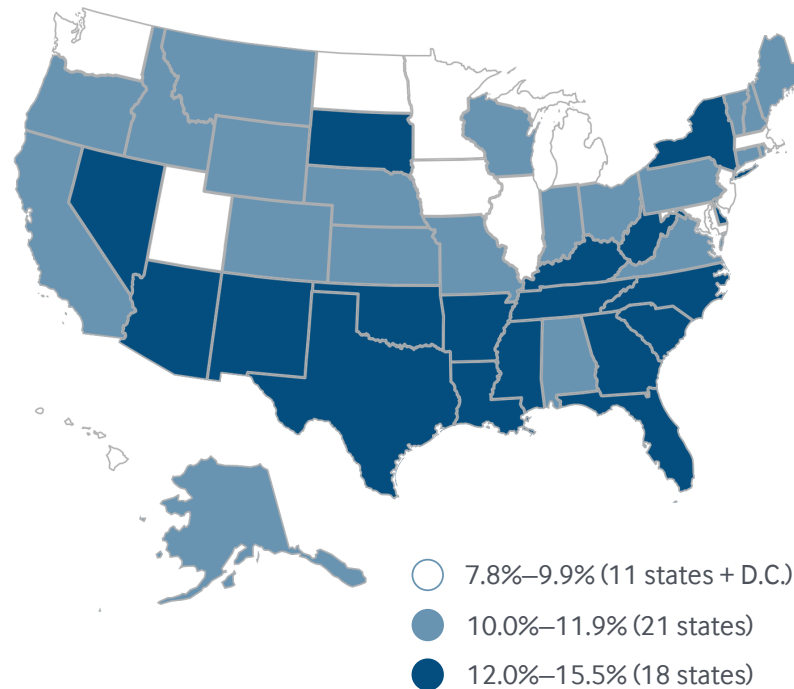 7.8%–9.9% (11 states + D.C.)
10.0%–11.9% (21 states)
12.0%–15.5% (18 states)